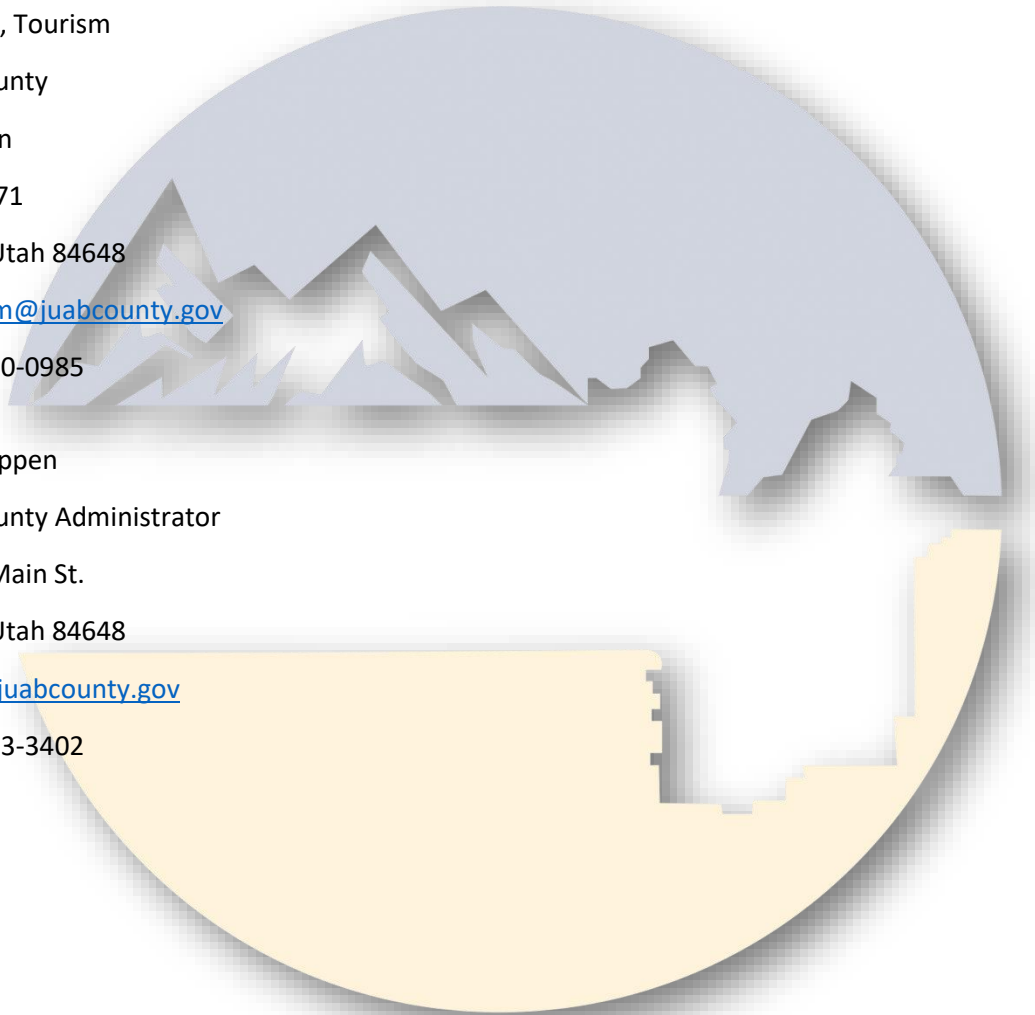 , Tourism
unty
n
71
Utah 84648
m@juabcounty.gov
0-0985
ppen
unty Administrator
Main St.
Utah 84648
juabcounty.gov
3-3402